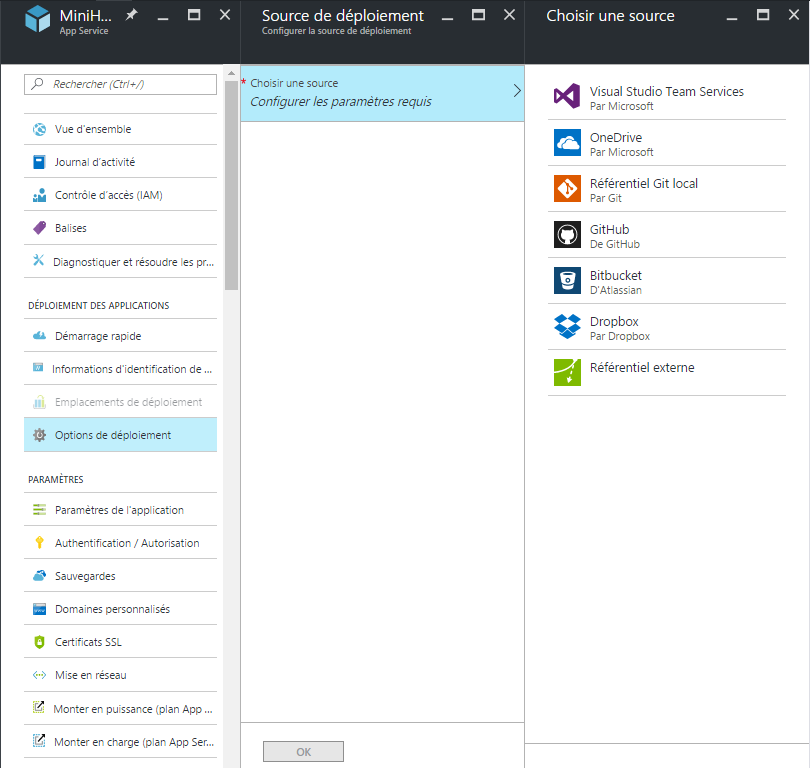 MiniH...
App Service
Rechercher (Ctrl+/)
Vue d'ensemble
Journal d'activité
Contrôle d'accès (IAM)
Balises
Diagnostiquer et résoudre les pr...
DÉPLOIEMENT DES APPLICATIONS
Démarrage rapide
Informations d'identification de ...
Emplacements de déploiement
Options de déploiement
PARAMÈTRES
Paramètres de l'application
Authentification / Autorisation
Sauvegardes
Domaines personnalisés
Certificats SSL
Mise en réseau
Monter en puissance (plan App ...
Monter en charge (plan App Ser...
Source de déploiement
Configurer la source de déploiement
* Choisir une source
Configurer les paramètres requis
OK
Choisir une source
Visual Studio Team Services
Par Microsoft
OneDrive
Par Microsoft
Référentiel Git local
Par Git
GitHub
De GitHub
Bitbucket
D'Atlassian
Dropbox
Par Dropbox
Référentiel externe